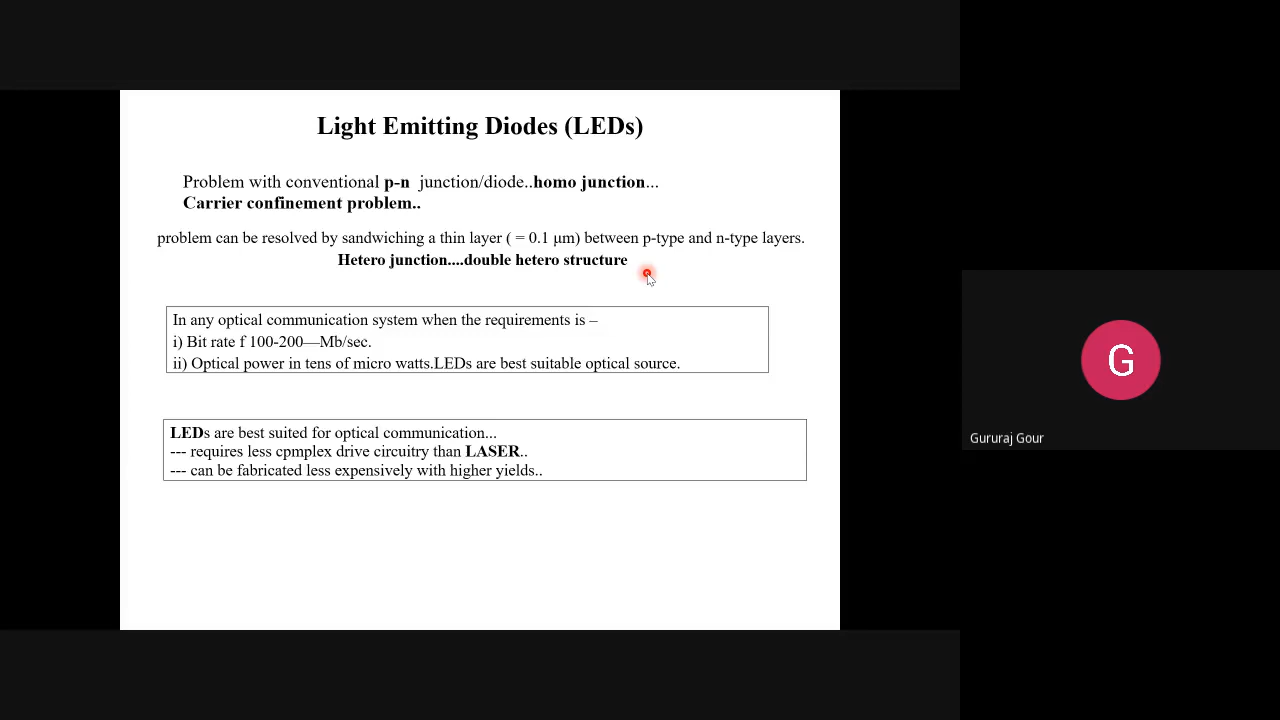 Light Emitting Diodes (LEDs)
Problem with conventional p-n junction/diode..homo junction...
Carrier confinement problem..
problem can be resolved by sandwiching a thin layer ( = 0.1 μm) between p-type and n-type layers.
Hetero junction....double hetero structure
In any optical communication system when the requirements is –
i) Bit rate f 100-200—Mb/sec.
ii) Optical power in tens of micro watts.LEDs are best suitable optical source.
LEDs are best suited for optical communication...
--- requires less cpmplex drive circuitry than LASER..
--- can be fabricated less expensively with higher yields..
G
Gururaj Gour